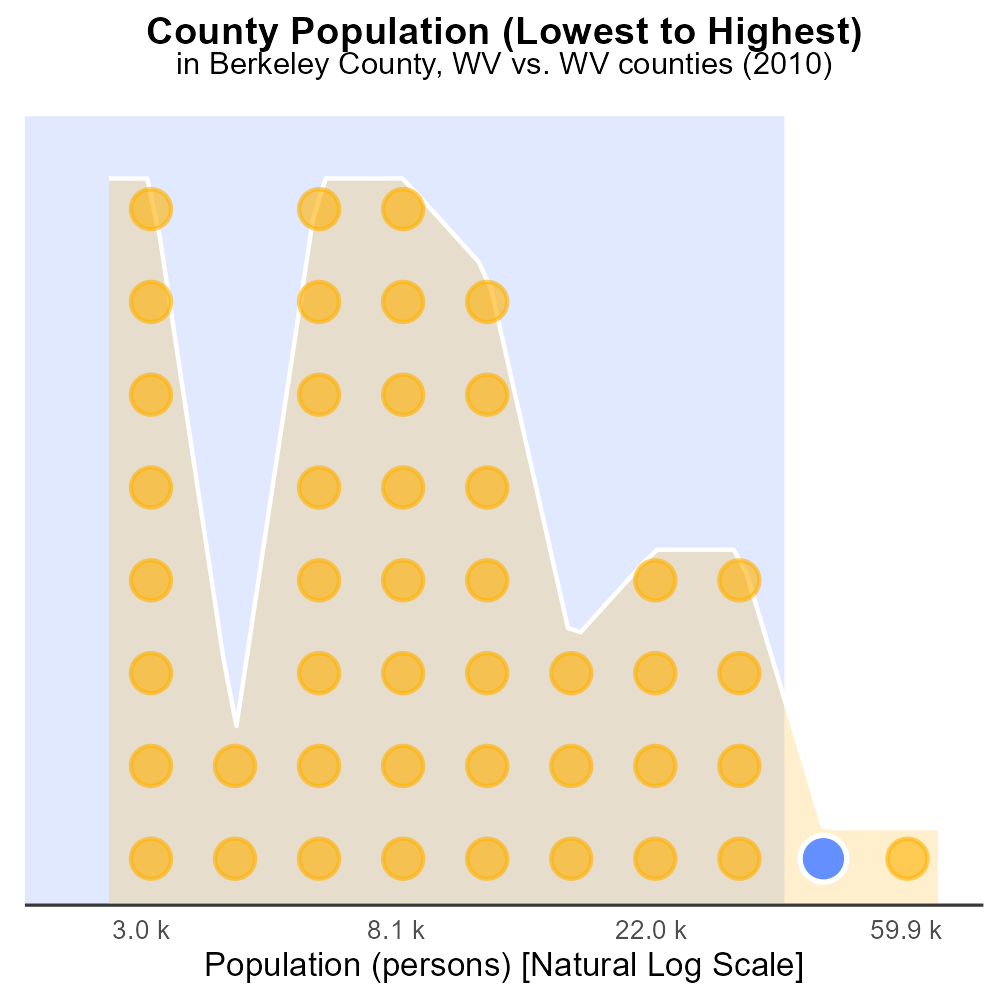 County Population (Lowest to Highest)
in Berkeley County, WV vs. WV counties (2010)
3.0 k
8.1 k
22.0 k
59.9 k
Population (persons) [Natural Log Scale]